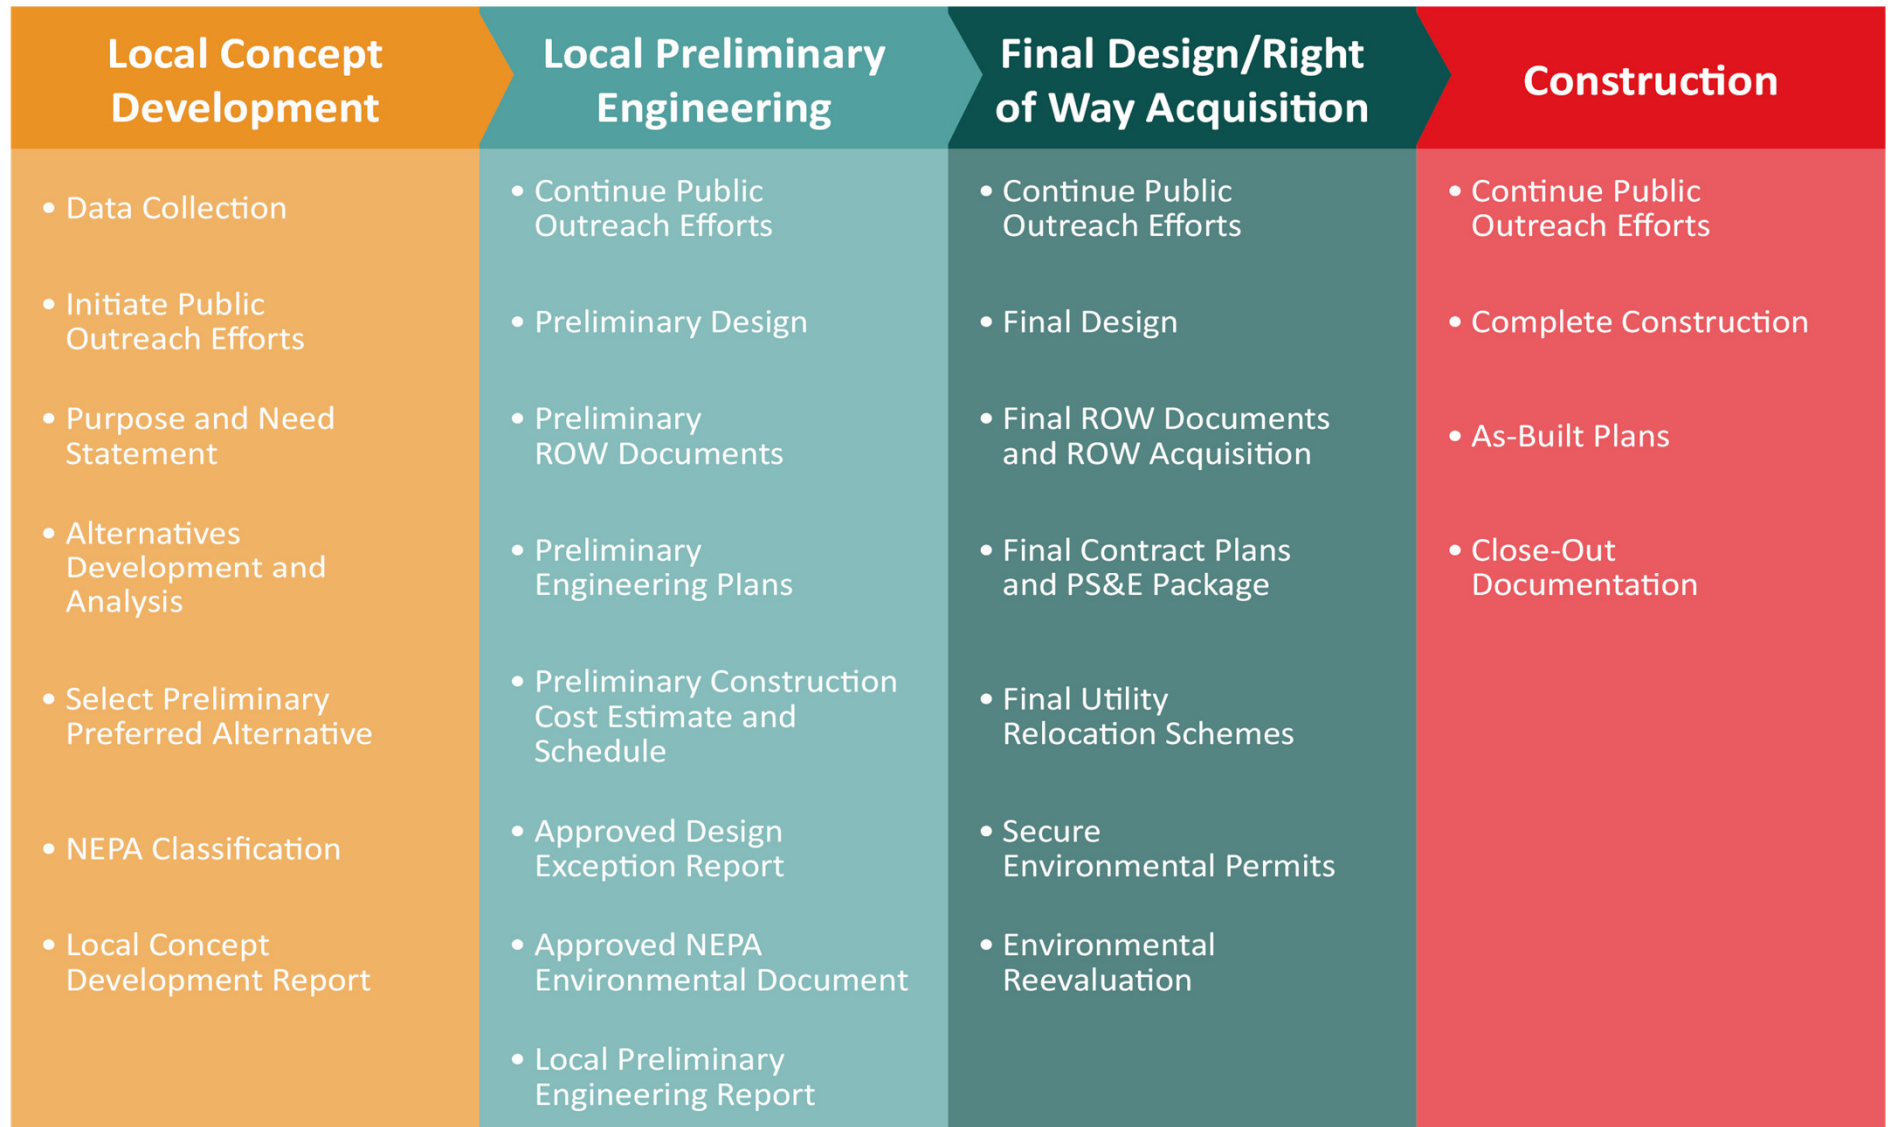 Local Concept
Development
• Data Collection
• Initiate Public
Outreach Efforts
• Purpose and Need
Statement
• Alternatives
Development and
Analysis
• Select Preliminary
Preferred Alternative
• NEPA Classification
• Local Concept
Development Report
Local Preliminary
Engineering
• Continue Public
Outreach Efforts
• Preliminary Design
• Preliminary
ROW Documents
• Preliminary
Engineering Plans
• Preliminary Construction
Cost Estimate and
Schedule
• Approved Design
Exception Report
• Approved NEPA
Environmental Document
• Local Preliminary
Engineering Report
Final Design/Right
of Way Acquisition
• Continue Public
Outreach Efforts
• Final Design
• Final ROW Documents
and ROW Acquisition
• Final Contract Plans
and PS&E Package
• Final Utility
Relocation Schemes
• Secure
Environmental Permits
• Environmental
Reevaluation
Construction
• Continue Public
Outreach Efforts
• Complete Construction
• As-Built Plans
• Close-Out
Documentation